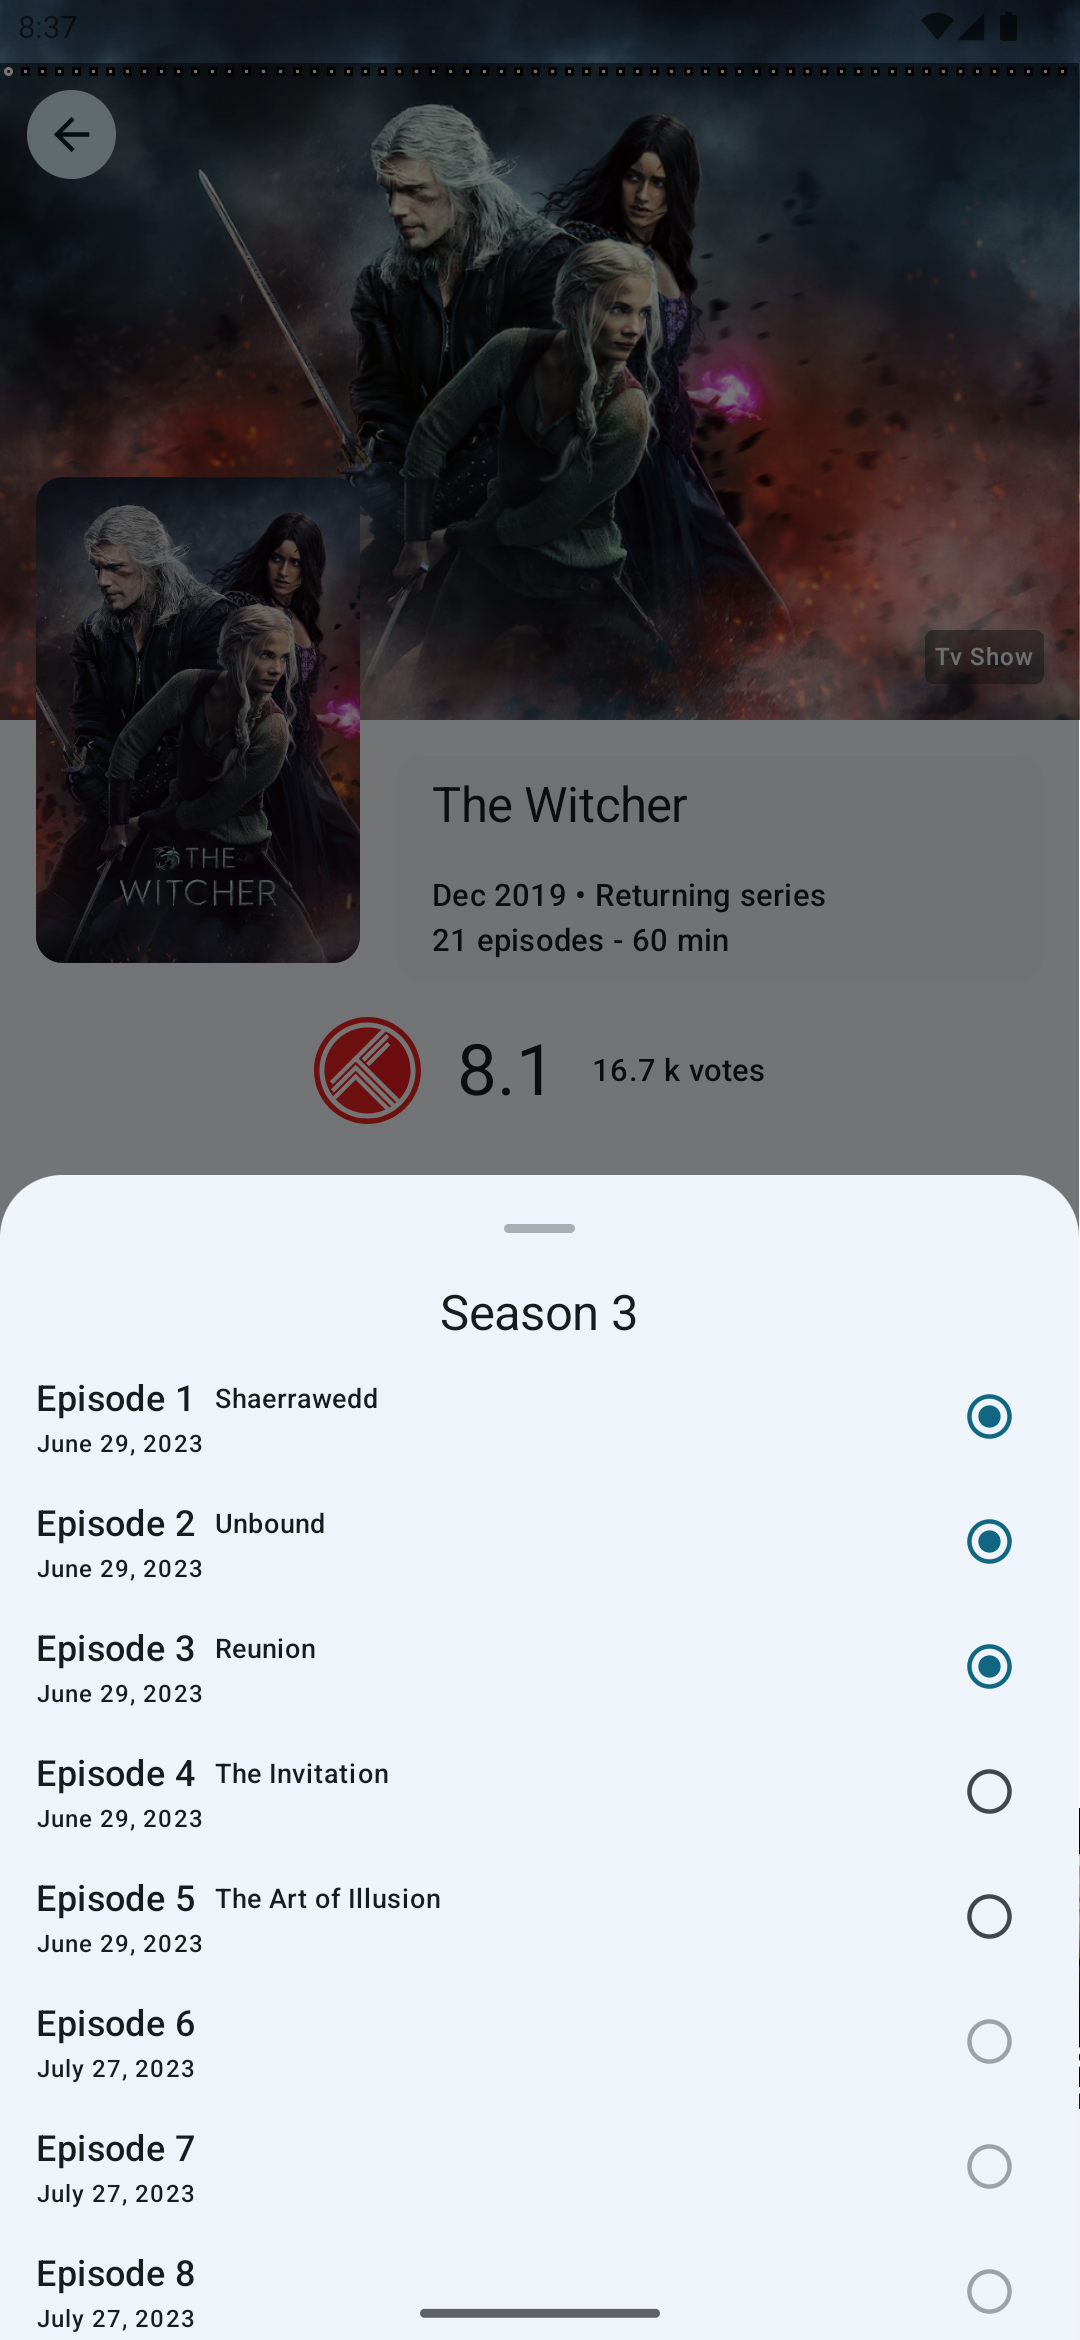 8:37
Tv Show
THE
WITCHER
The Witcher
Dec 2019 • Returning series
21 episodes - 60 min
8.1 16.7 k votes
Season 3
Episode 1 Shaerrawedd
June 29, 2023
Episode 2 Unbound
June 29, 2023
Episode 3 Reunion
June 29, 2023
Episode 4 The Invitation
June 29, 2023
Episode 5 The Art of Illusion
June 29, 2023
Episode 6
July 27, 2023
Episode 7
July 27, 2023
Episode 8
July 27, 2023